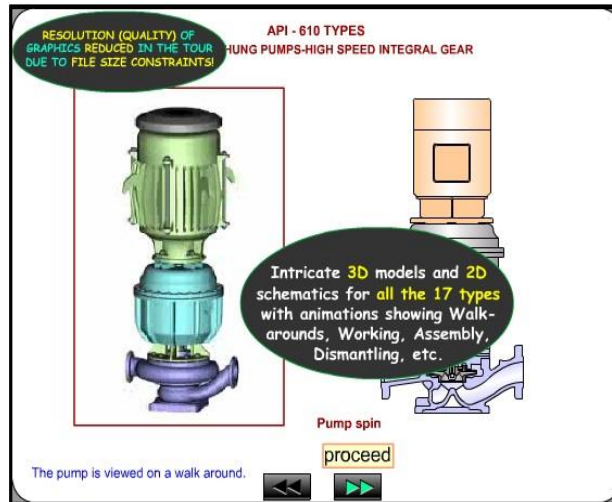 RESOLUTION (QUALITY) OF
GRAPHICS REDUCED IN THE TOUR
DUE TO FILE SIZE CONSTRAINTS!
API - 610 TYPES
HUNG PUMPS-HIGH SPEED INTEGRAL GEAR
Intricate 3D models and 2D
schematics for all the 17 types
with animations showing Walk-
arounds, Working, Assembly,
Dismantling, etc.
Pump spin
proceed
The pump is viewed on a walk around.